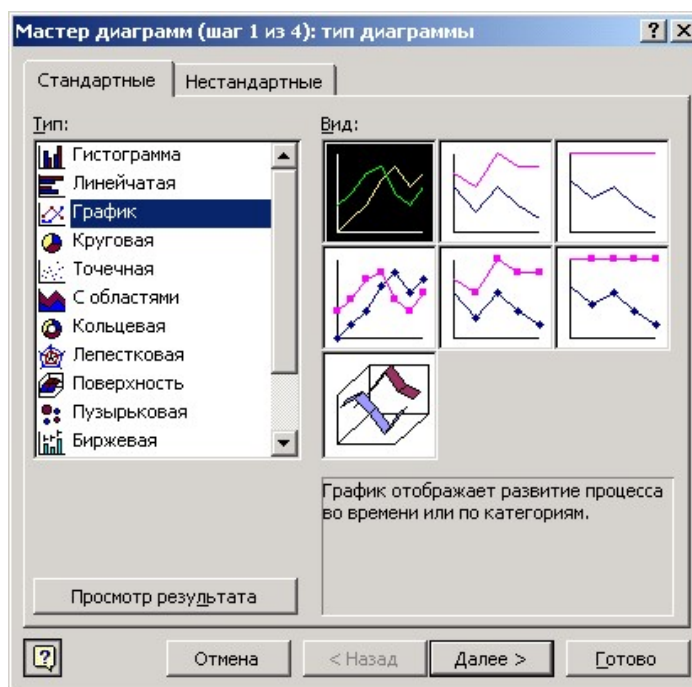 Мастер диаграмм (шаг 1 из 4): тип диаграммы
Стандартные
Нестандартные
Тип:
Гистограмма
Линейчатая
График
Круговая
Точечная
С областями
Кольцевая
Лепестковая
Поверхность
Пузырьковая
Биржевая
Вид:
График отображает развитие процесса
во времени или по категориям.
Просмотр результата
Отмена
< Назад
Далее >
Готово